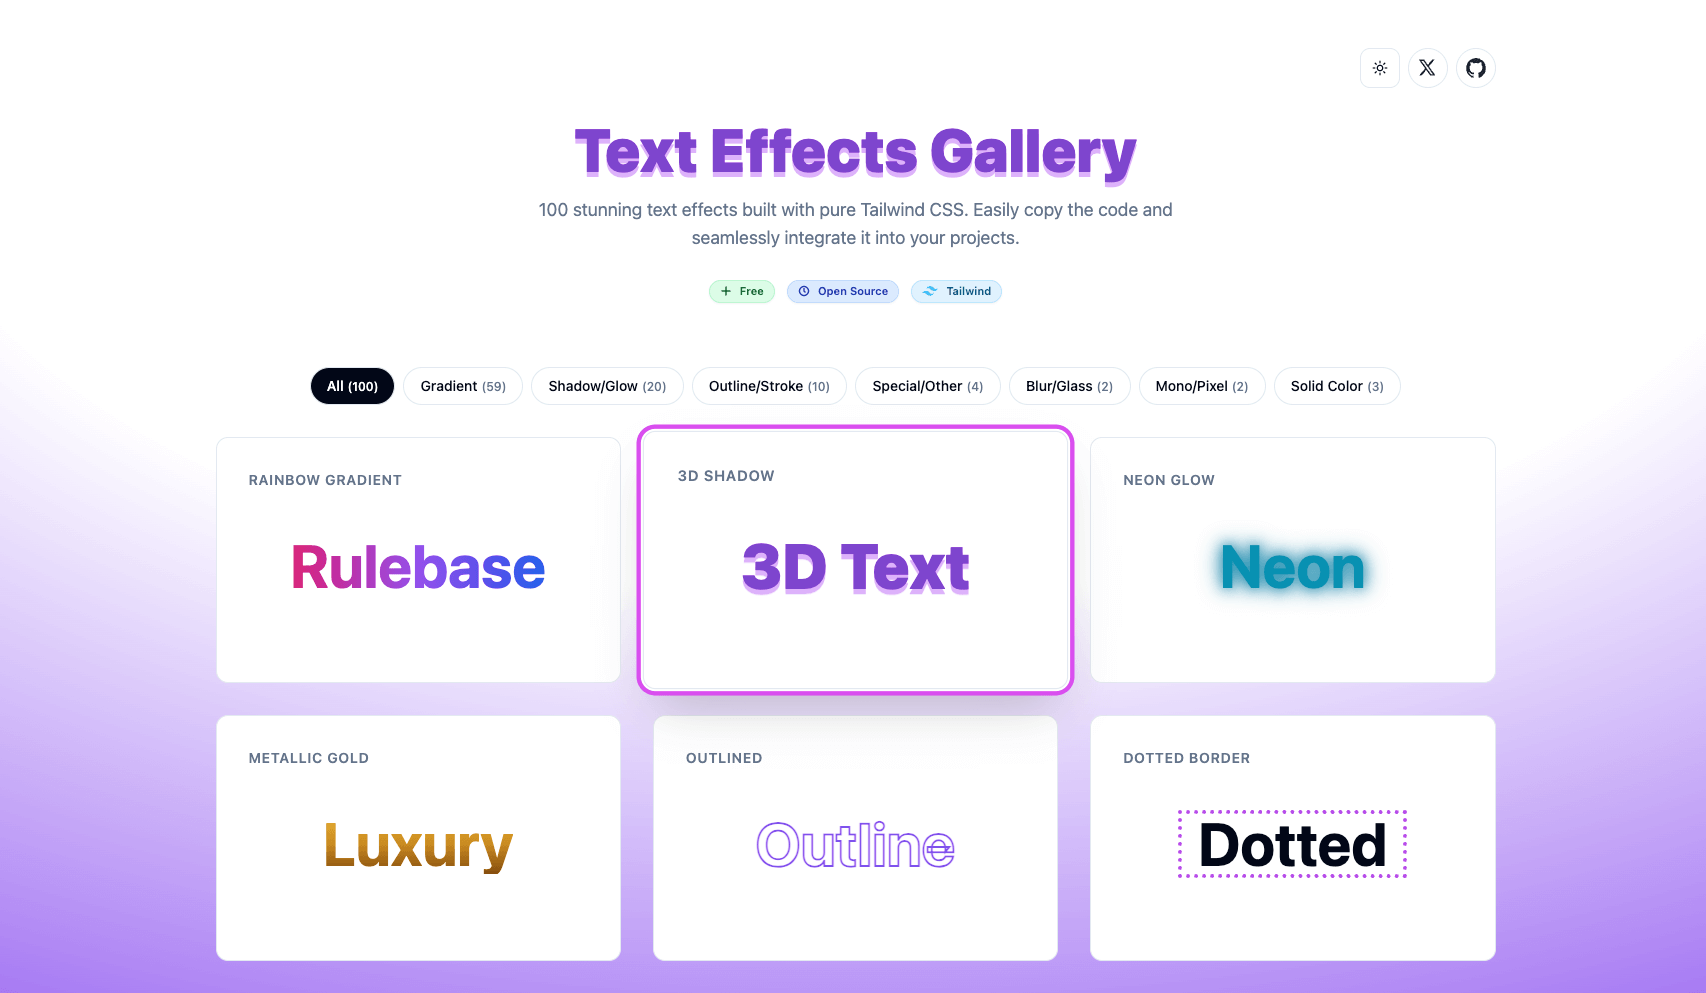 Text Effects Gallery
100 stunning text effects built with pure Tailwind CSS. Easily copy the code and
seamlessly integrate it into your projects.
Free
Open Source
Tailwind
All (100)
Gradient (59)
Shadow/Glow (20)
Outline/Stroke (10)
Special/Other (4)
Blur/Glass (2)
Mono/Pixel (2)
Solid Color (3)
RAINBOW GRADIENT
Rulebase
3D SHADOW
3D Text
NEON GLOW
Neon
METALLIC GOLD
Luxury
OUTLINED
Outline
DOTTED BORDER
Dotted